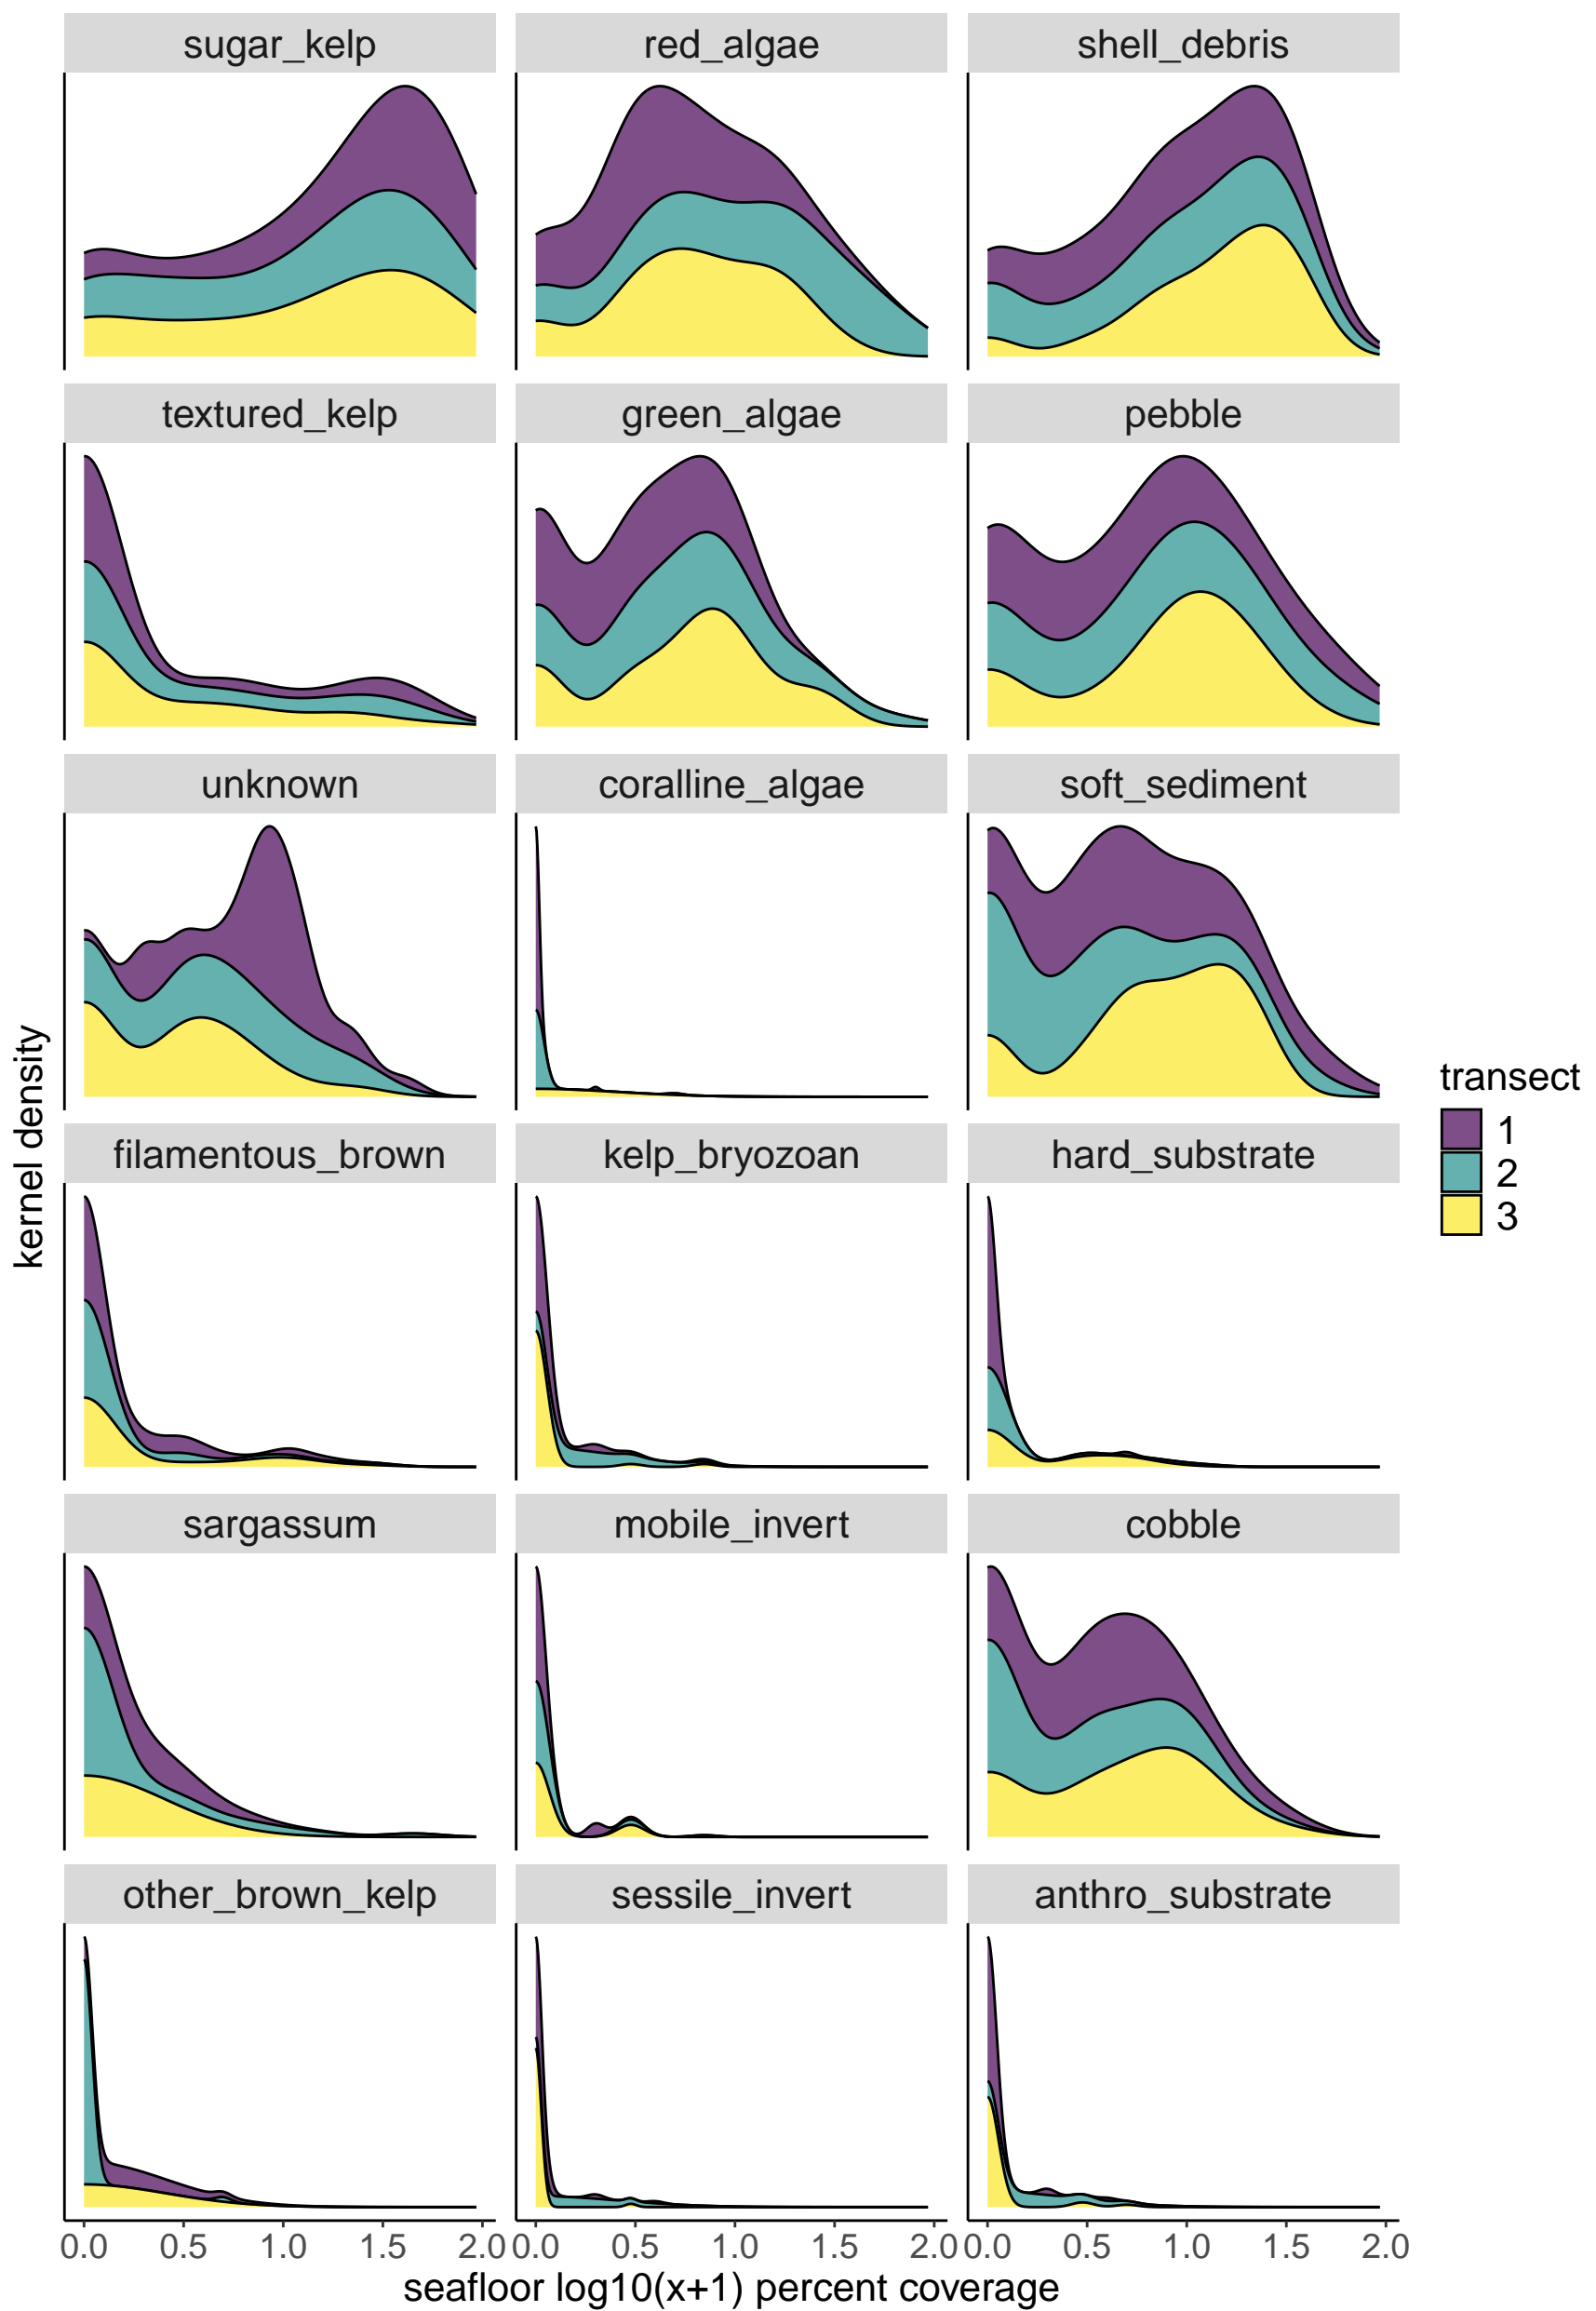 sugar_kelp
red_algae
shell_debris
textured_kelp
green_algae
pebble
unknown
coralline_algae
soft_sediment
filamentous_brown
kelp_bryozoan
hard_substrate
sargassum
mobile_invert
cobble
other_brown_kelp
sessile_invert
anthro_substrate
kernel density
transect
1
2
3
0.0 0.5 1.0 1.5 2.0
0.0 0.5 1.0 1.5 2.0
0.0 0.5 1.0 1.5 2.0
seafloor log10(x+1) percent coverage